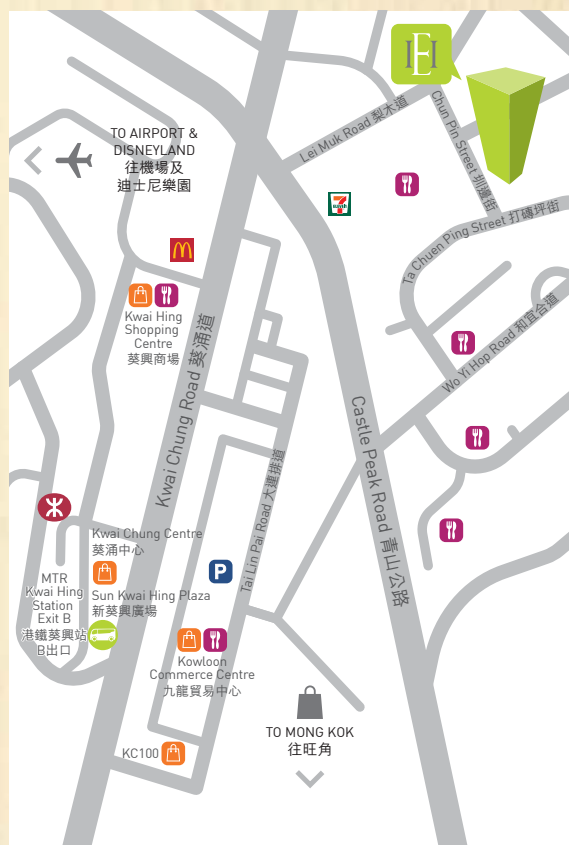 IEI
Lei Muk Road 梨木道
Chun Pin Street 圳邊街
TO AIRPORT &
DISNEYLAND
往機場及
迪士尼樂園
7
ELEVEN
Ta Chuen Ping Street 打磚坪街
Kwai Hing
Shopping
Centre
葵興商場
Kwai Chung Road 葵涌道
Wo Yi Hop Road 和宜合道
Castle Peak Road 青山公路
Tai Lin Pai Road 大連排道
Kwai Chung Centre
葵涌中心
P
MTR
Kwai Hing
Station
Exit B
港鐵葵興站
B出口
Sun Kwai Hing Plaza
新葵興廣場
Kowloon
Commerce Centre
九龍貿易中心
TO MONG KOK
往旺角
KC100